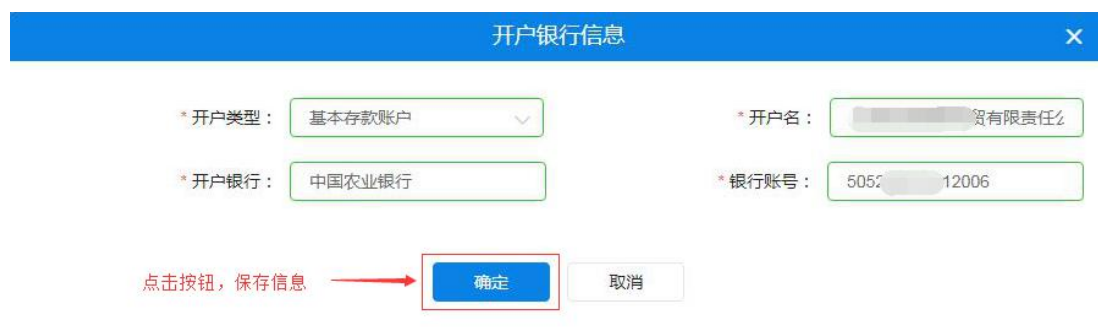 开户银行信息
* 开户类型： 基本存款账户 * 开户名： 贸有限责任
* 开户银行： 中国农业银行 * 银行账号： 5052 12006
点击按钮，保存信息 确定 取消